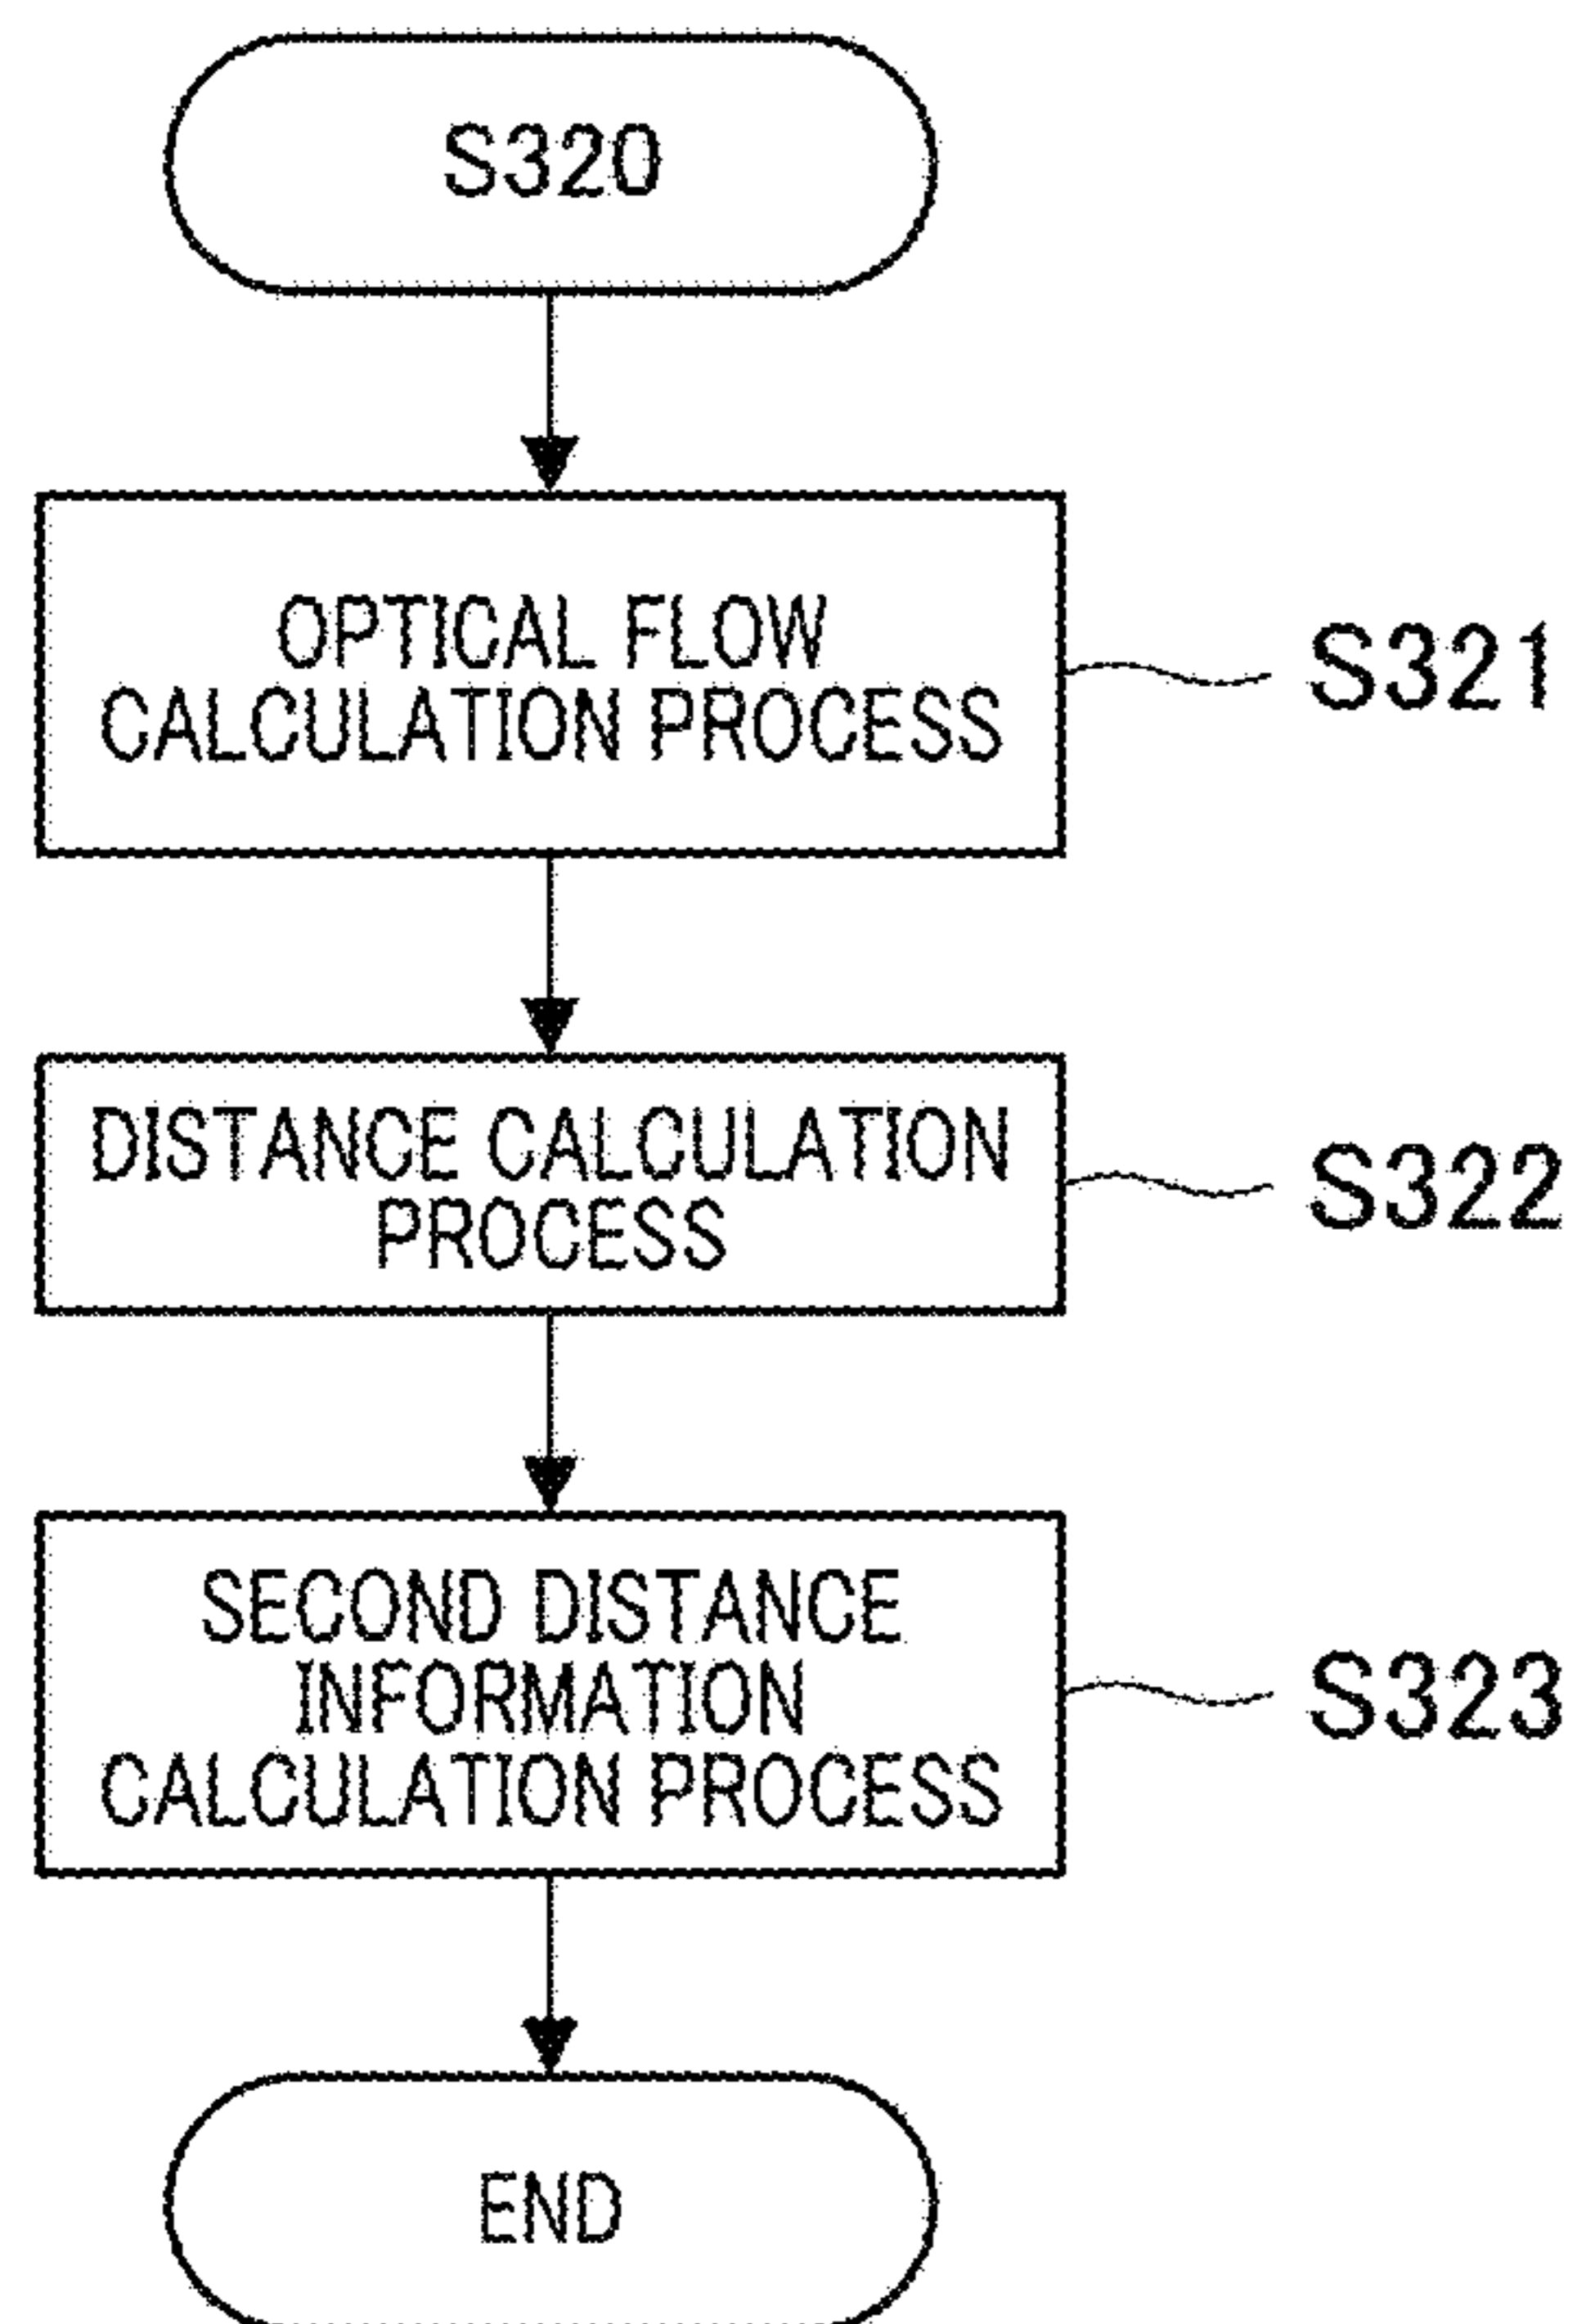 S320
OPTICAL FLOW
CALCULATION PROCESS
S321
DISTANCE CALCULATION
PROCESS
S322
SECOND DISTANCE
INFORMATION
CALCULATION PROCESS
S323
END